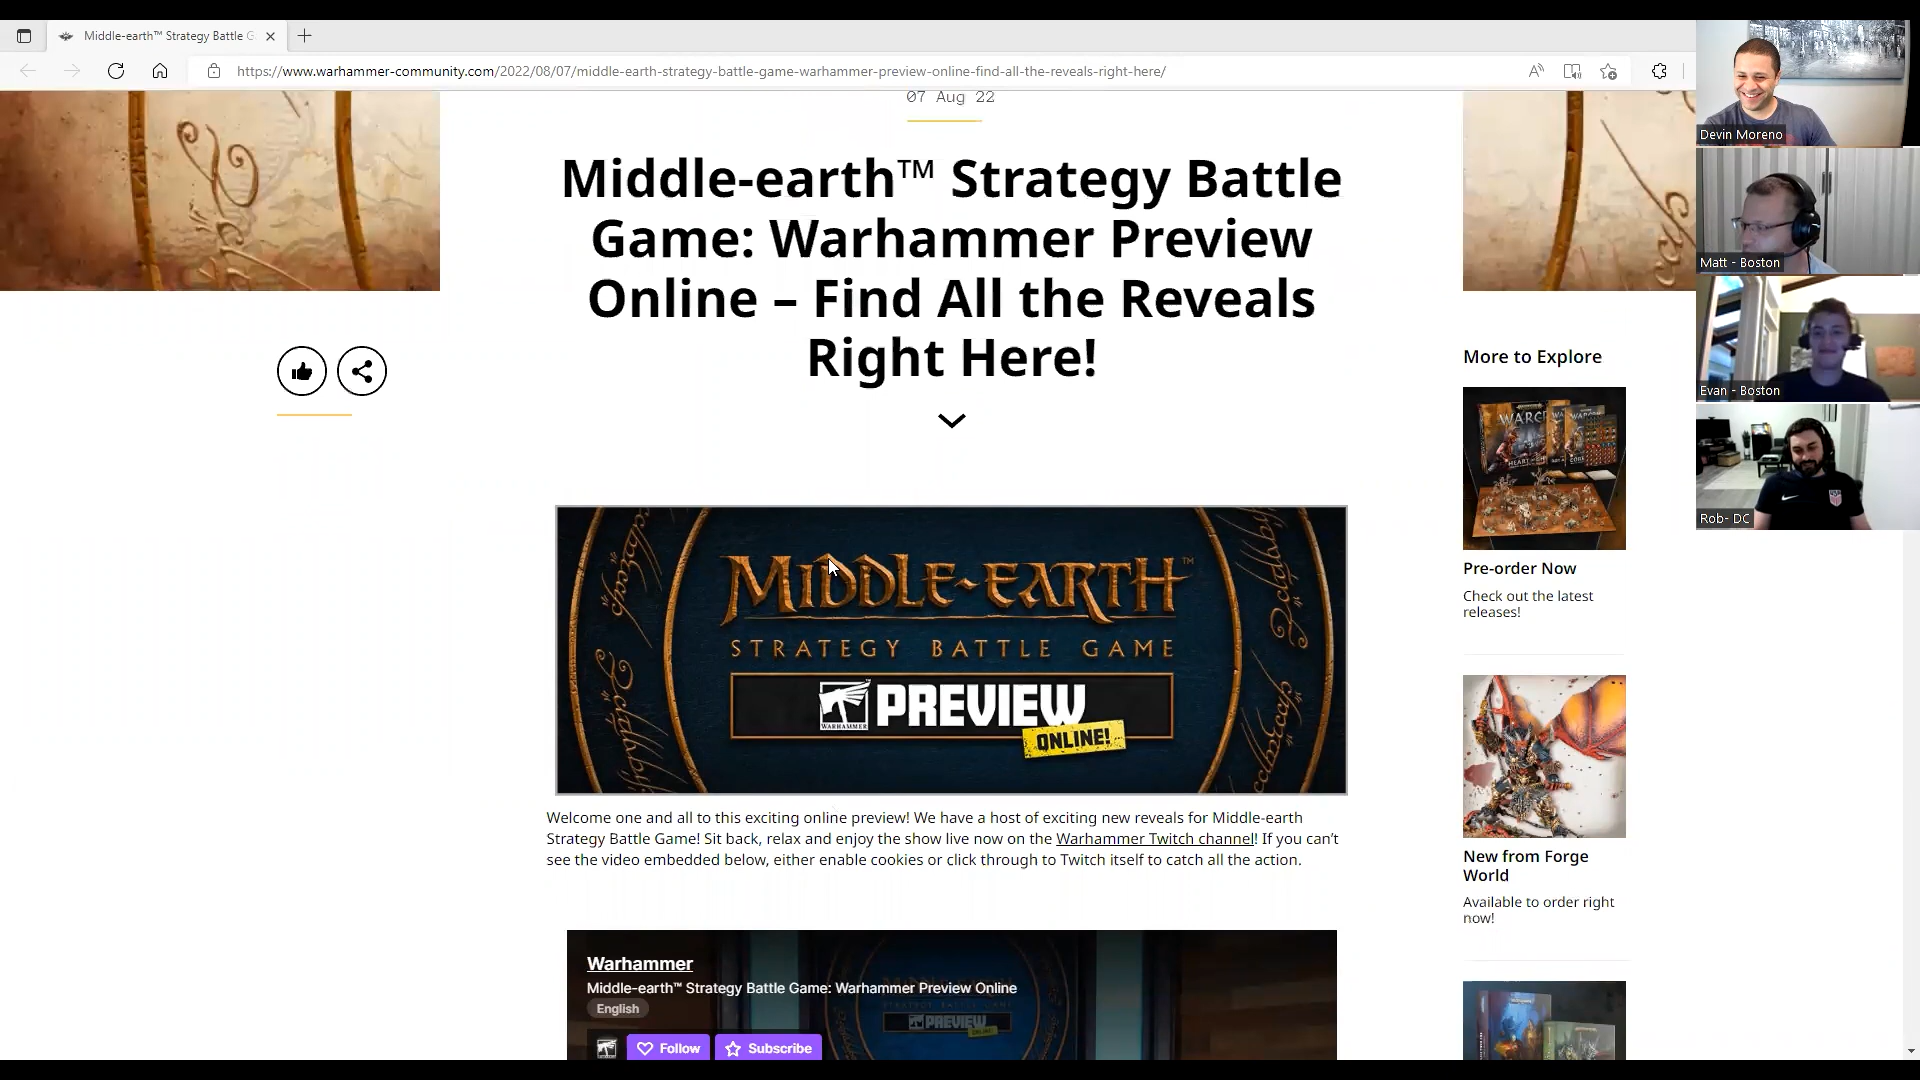 Middle-earth™ Strategy Battle G
https://www.warhammer-community.com/2022/08/07/middle-earth-strategy-battle-game-warhammer-preview-online-find-all-the-reveals-right-here/
07 Aug 22
Middle-earth™ Strategy Battle
Game: Warhammer Preview
Online – Find All the Reveals
Right Here!
MIDDLE-EARTH™
STRATEGY BATTLE GAME
WARHAMMER
PREVIEW
ONLINE!
Welcome one and all to this exciting online preview! We have a host of exciting new reveals for Middle-earth
Strategy Battle Game! Sit back, relax and enjoy the show live now on the Warhammer Twitch channel! If you can’t
see the video embedded below, either enable cookies or click through to Twitch itself to catch all the action.
Warhammer
Middle-earth™ Strategy Battle Game: Warhammer Preview Online
English
PREVIEW
Follow
Subscribe
More to Explore
Pre-order Now
Check out the latest
releases!
New from Forge
World
Available to order right
now!
Devin Moreno
Matt - Boston
Evan - Boston
Rob- DC